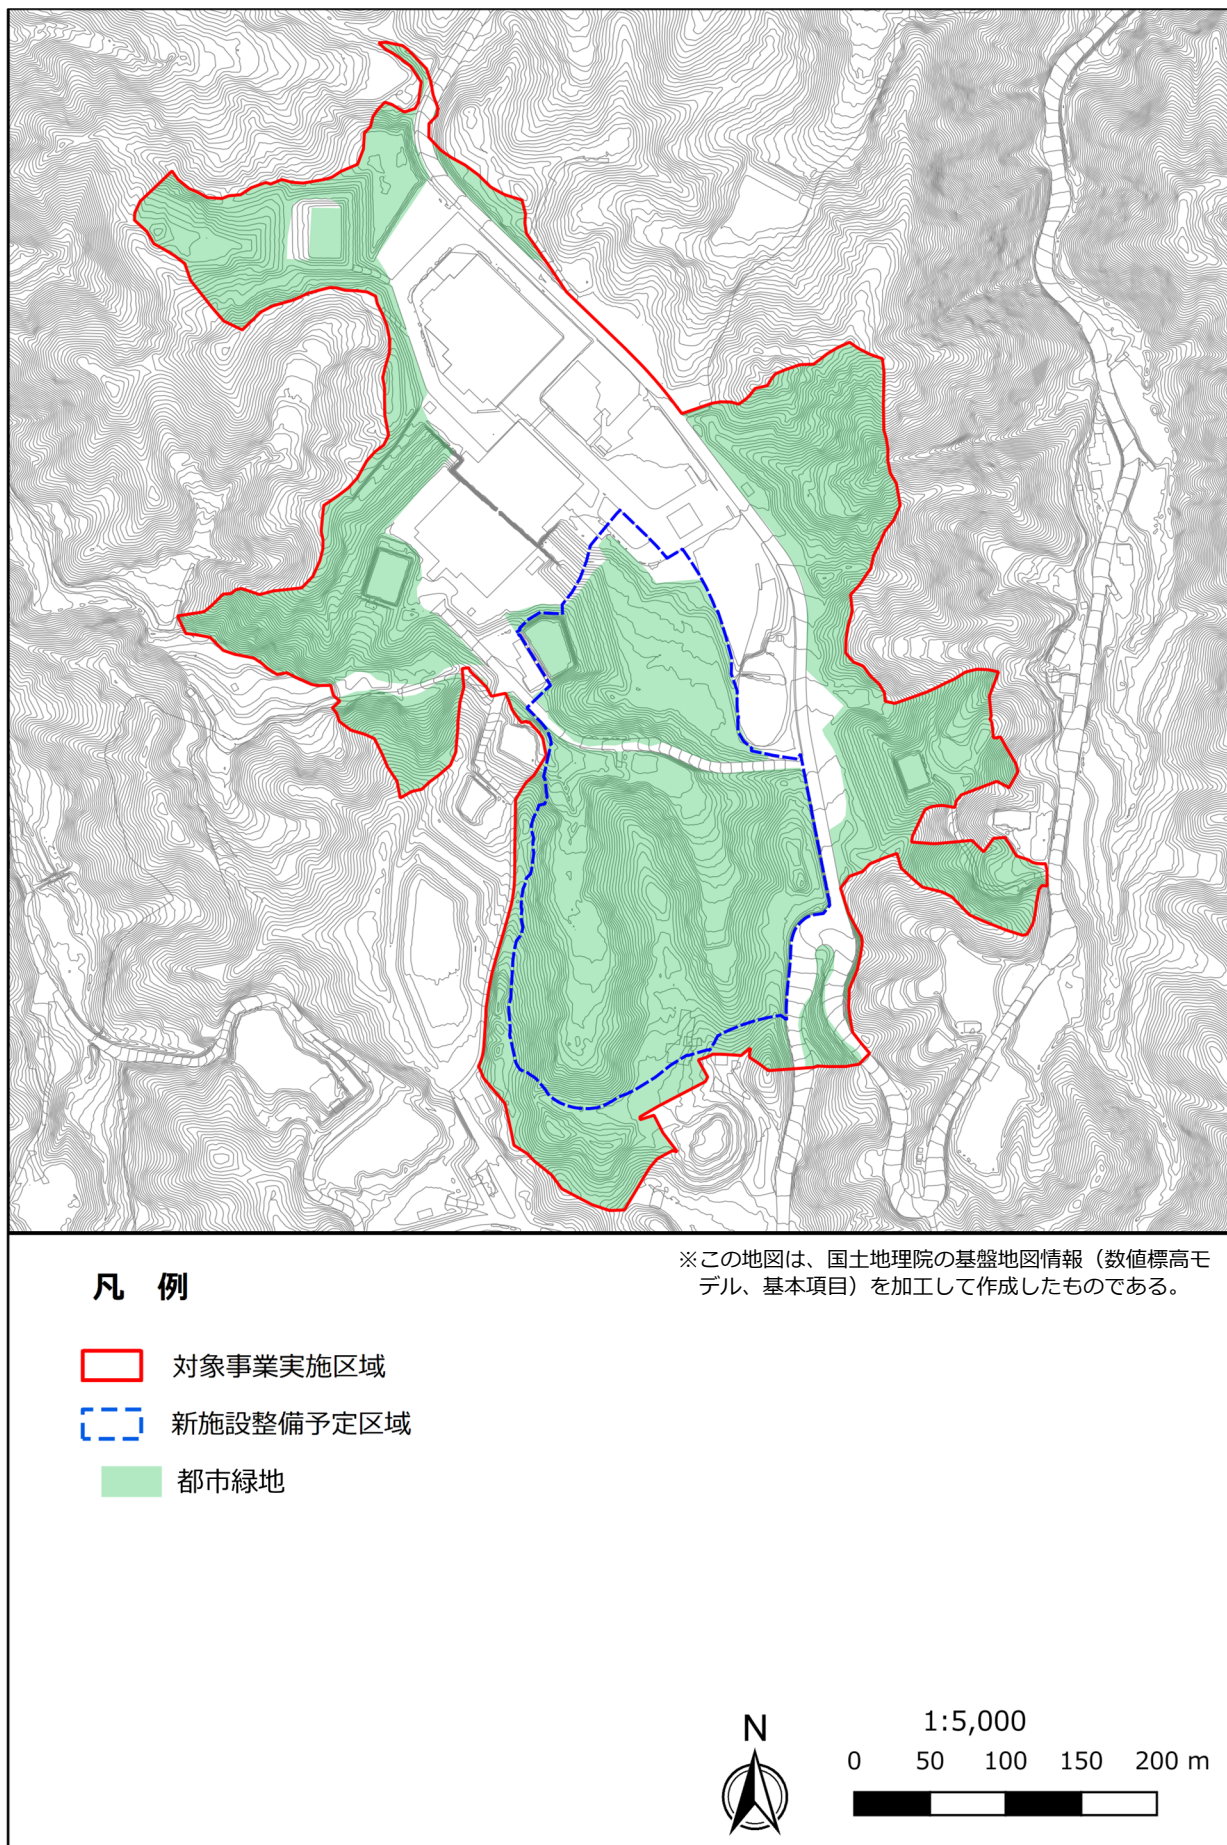 ※この地図は、国土地理院の基盤地図情報（数値標高モ
デル、基本項目）を加工して作成したものである。
凡 例
対象事業実施区域
新施設整備予定区域
都市緑地
N
1:5,000
0 50 100 150 200 m